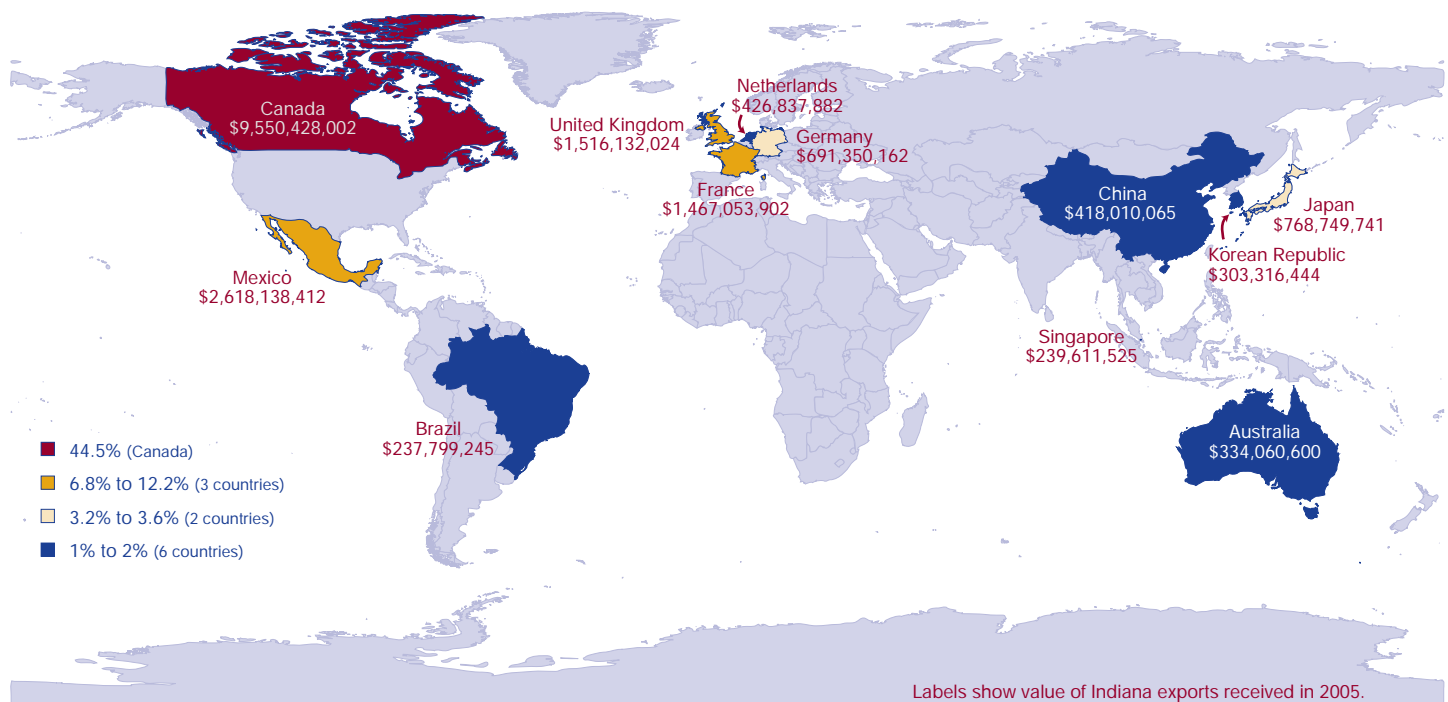 Canada
$9,550,428,002
Netherlands
$426,837,882
United Kingdom
$1,516,132,024
Germany
$691,350,162
France
$1,467,053,902
China
$418,010,065
Japan
$768,749,741
Korean Republic
$303,316,444
Mexico
$2,618,138,412
Singapore
$239,611,525
Brazil
$237,799,245
Australia
$334,060,600
44.5% (Canada)
6.8% to 12.2% (3 countries)
3.2% to 3.6% (2 countries)
1% to 2% (6 countries)
Labels show value of Indiana exports received in 2005.